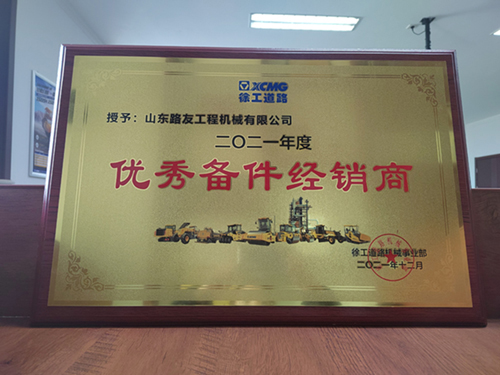 XCMG
徐工道路
授予：山东路友工程机械有限公司
二〇二一年度
优秀备件经销商
徐工道路机械事业部
二〇二一年十二月